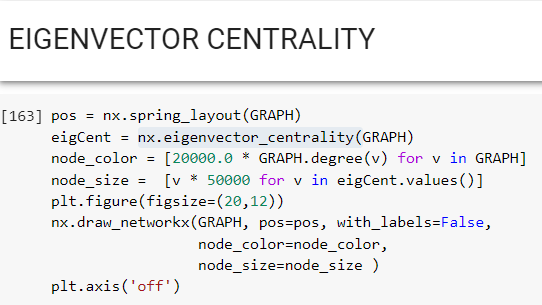 EIGENVECTOR CENTRALITY
[163] pos = nx.spring_layout(GRAPH)
eigCent = nx.eigenvector_centrality(GRAPH)
node_color = [20000.0 * GRAPH.degree(v) for v in GRAPH]
node_size =  [v * 50000 for v in eigCent.values()]
plt.figure(figsize=(20,12))
nx.draw_networkx(GRAPH, pos=pos, with_labels=False,
node_color=node_color,
node_size=node_size )
plt.axis('off')